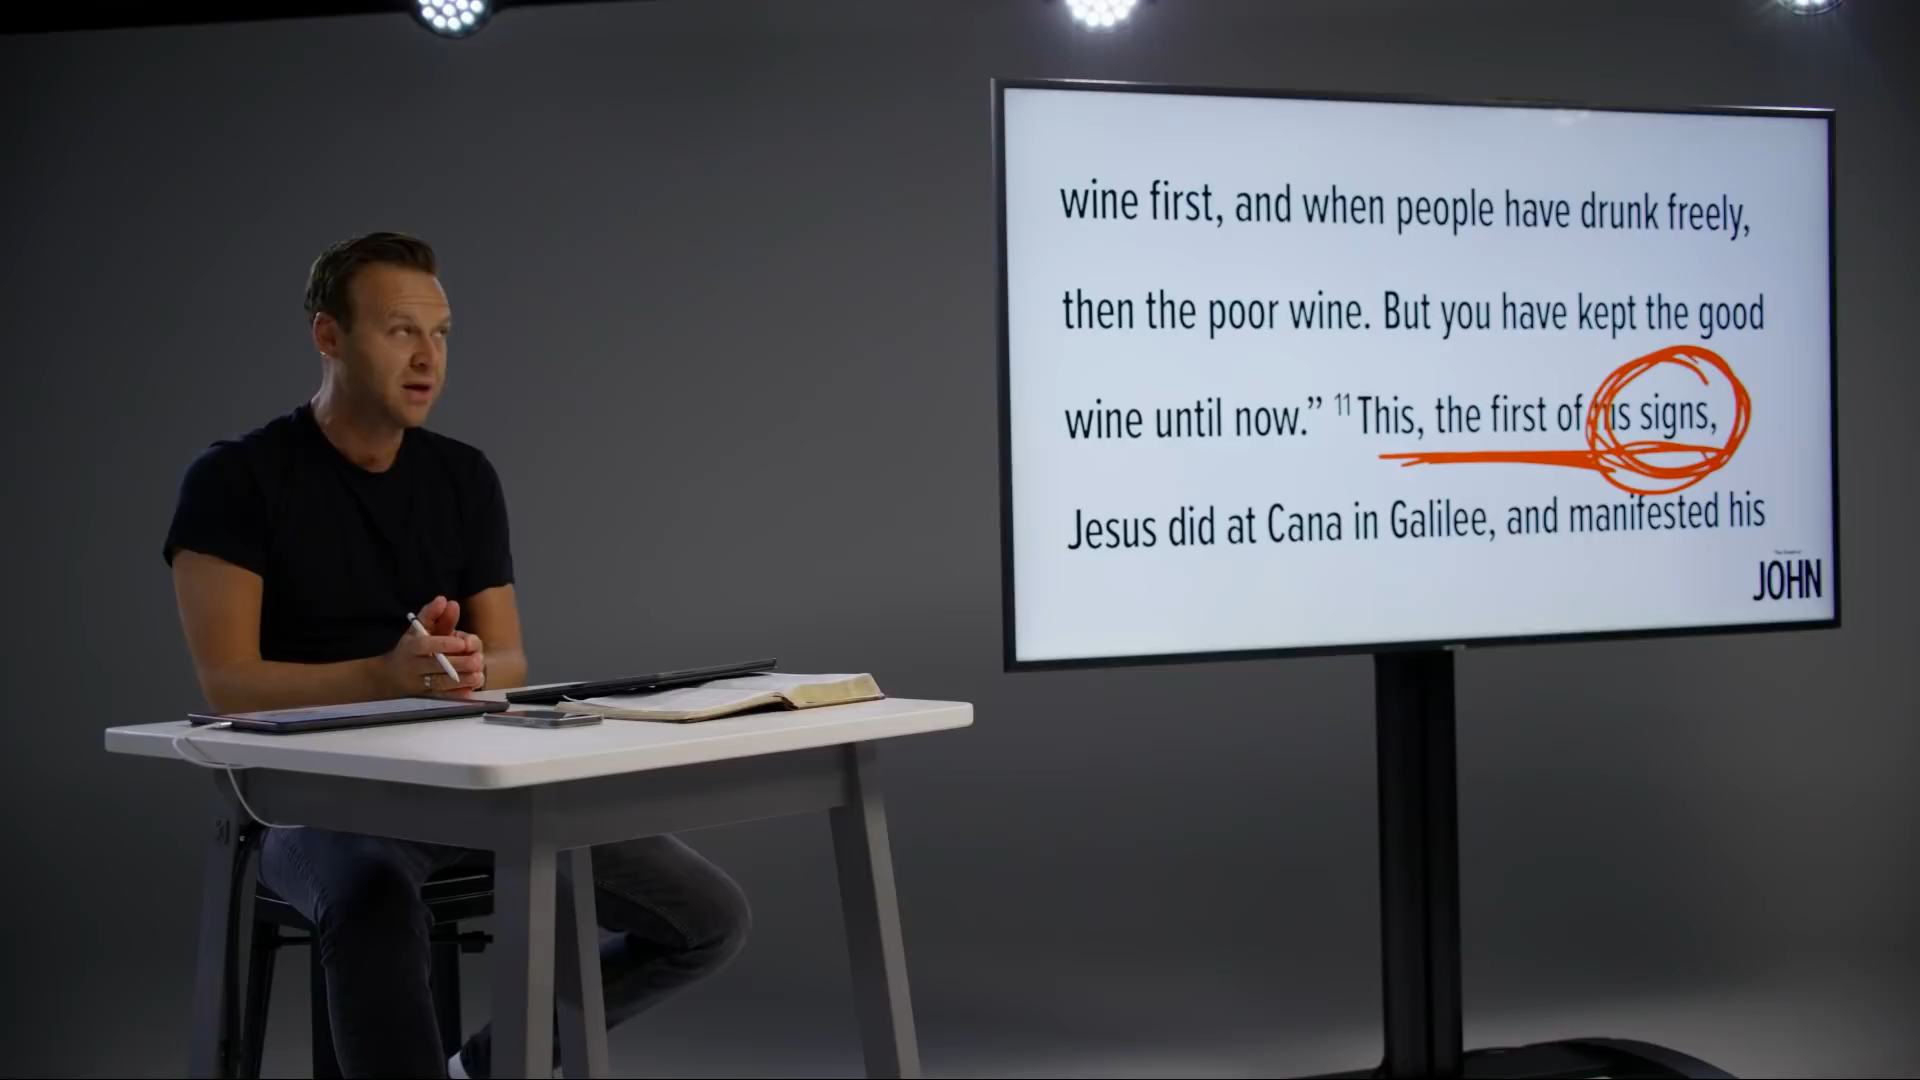 wine first, and when people have drunk freely,
then the poor wine. But you have kept the good
wine until now.” 11 This, the first of his signs,
Jesus did at Cana in Galilee, and manifested his
JOHN